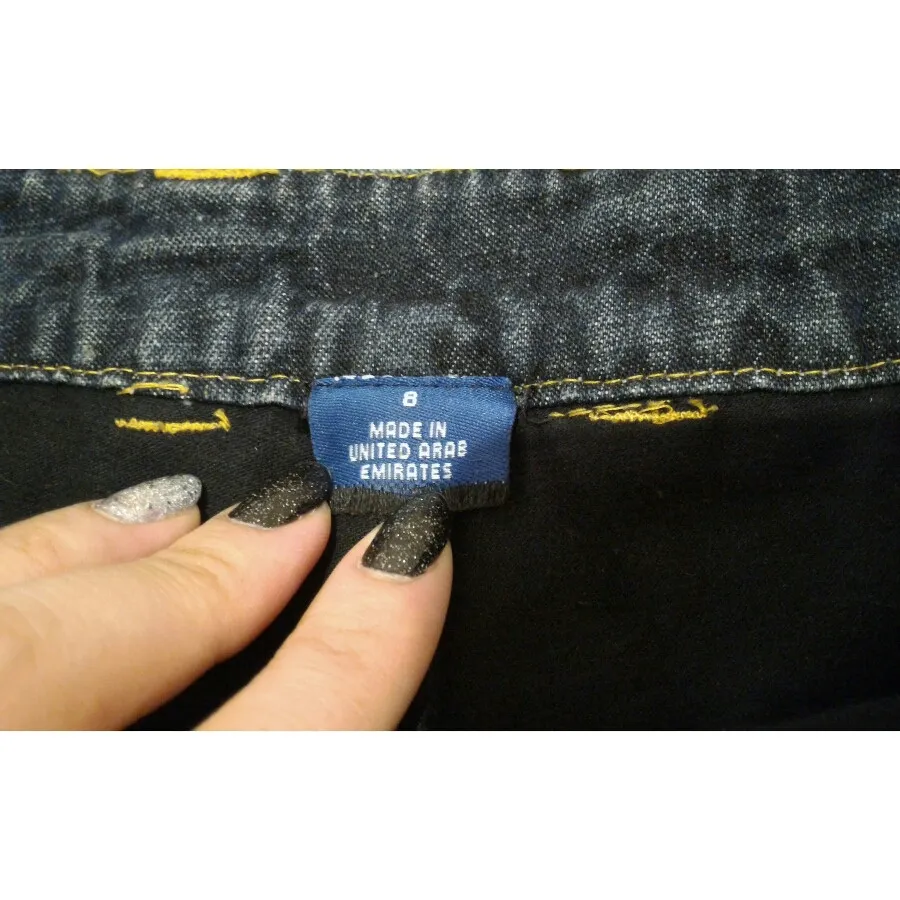 8
MADE IN
UNITED ARAB
EMIRATES